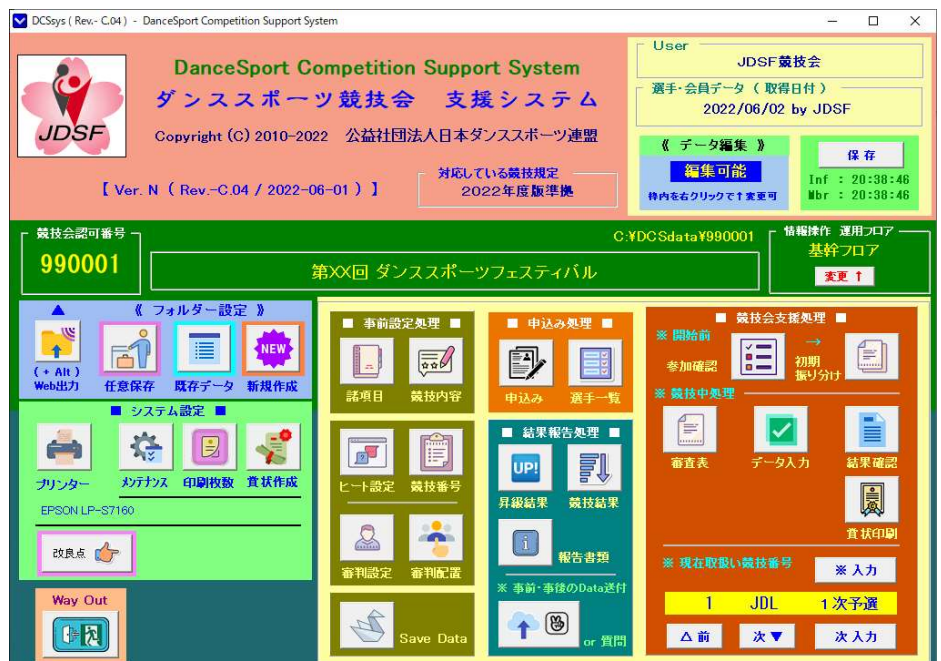 DCSsys ( Rev.- C.04 ) - DanceSport Competition Support System
JDSF
DanceSport Competition Support System
ダンススポーツ競技会 支援システム
Copyright (C) 2010-2022 公益社団法人日本ダンススポーツ連盟
【 Ver. N ( Rev.-C.04 / 2022-06-01 ) 】
対応している競技規定
2022年度版準拠
User
JDSF競技会
選手・会員データ ( 取得日付 )
2022/06/02 by JDSF
《 データ編集 》
編集可能
枠内を右クリックで↑変更可
保存
Inf : 20:38:46
Mbr : 20:38:46
競技会認可番号
990001
C:¥DCSdata¥990001
第XX回 ダンススポーツフェスティバル
情報操作 運用フロア
基幹フロア
変更 ↑
▲ 《 フォルダー設定 》
( + Alt )
Web出力
任意保存
既存データ
NEW
新規作成
■ システム設定 ■
プリンター
メンテナンス
印刷枚数
賞状作成
EPSON LP-S7160
改良点
Way Out
■ 事前設定処理 ■
諸項目
競技内容
ヒート設定
競技番号
審判設定
審判配置
Save Data
■ 申込み処理 ■
申込み
選手一覧
■ 結果報告処理 ■
UP!
昇級結果
競技結果
i
報告書類
※ 事前・事後のData送付
or 質問
■ 競技会支援処理 ■
※ 開始前
参加確認
→
初期
振り分け
※ 競技中処理
審査表
データ入力
結果確認
賞状印刷
※ 現在取扱い競技番号
※ 入力
1 JDL 1次予選
△ 前
次 ▼
次 入力